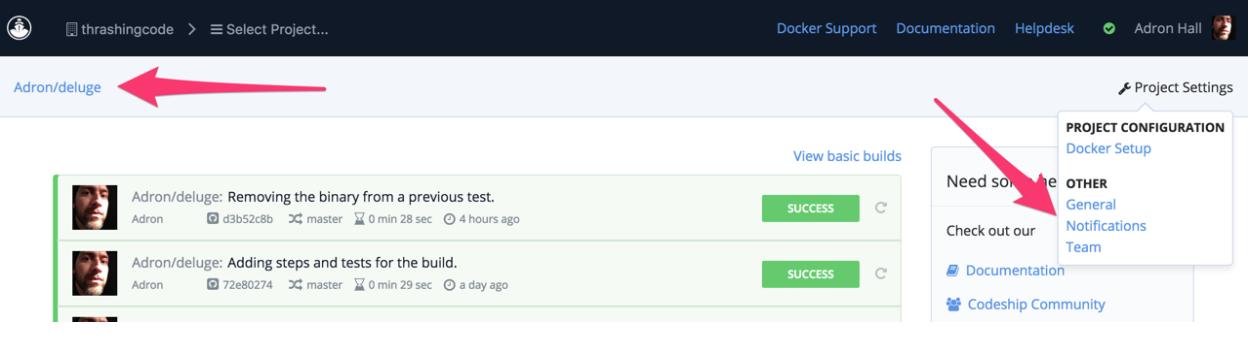 thrashingcode > Select Project... Docker Support Documentation Helpdesk Adron Hall
Adron/deluge Project Settings
PROJECT CONFIGURATION
Docker Setup
OTHER
General
Notifications
Team
View basic builds
Adron/deluge: Removing the binary from a previous test.
Adron d3b52c8b master 0 min 28 sec 4 hours ago
SUCCESS
Adron/deluge: Adding steps and tests for the build.
Adron 72e80274 master 0 min 29 sec a day ago
SUCCESS
Need
Check out our
Documentation
Codeship Community